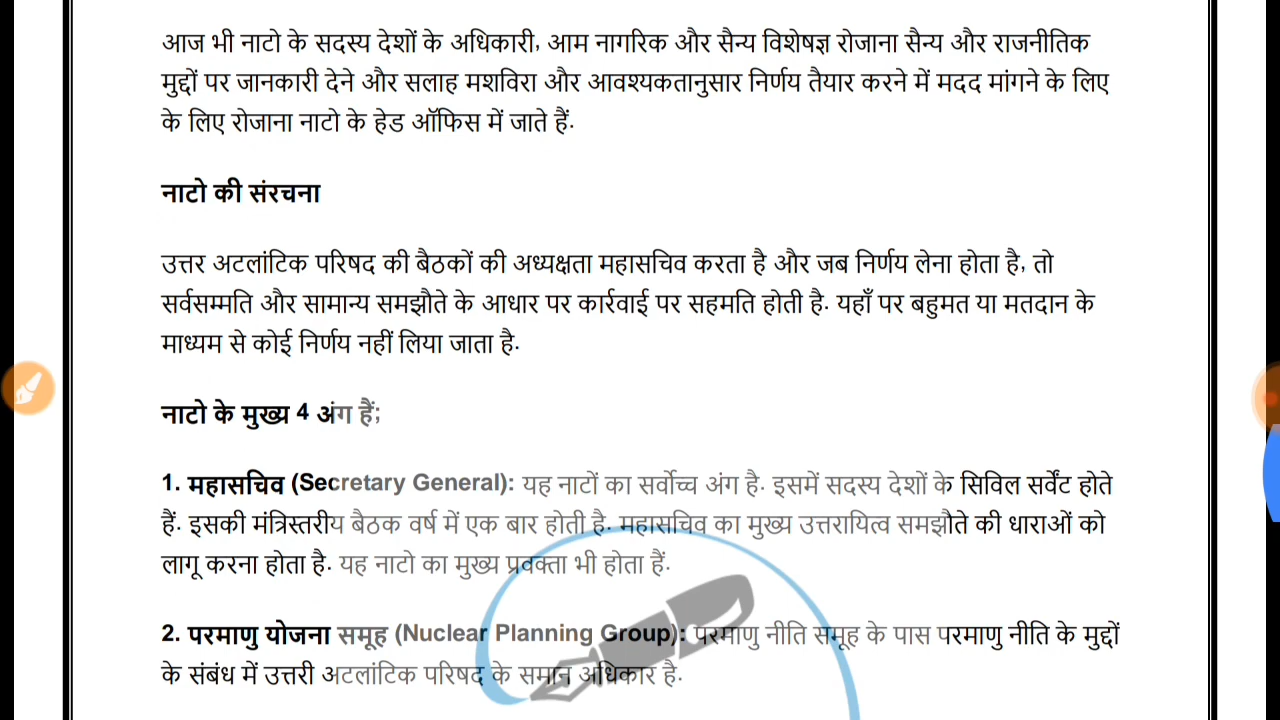 आज भी नाटो के सदस्य देशों के अधिकारी, आम नागरिक और सैन्य विशेषज्ञ रोजाना सैन्य और राजनीतिक
मुद्दों पर जानकारी देने और सलाह मशविरा और आवश्यकतानुसार निर्णय तैयार करने में मदद मांगने के लिए
के लिए रोजाना नाटो के हेड ऑफिस में जाते हैं.
नाटो की संरचना
उत्तर अटलांटिक परिषद की बैठकों की अध्यक्षता महासचिव करता है और जब निर्णय लेना होता है, तो
सर्वसम्मति और सामान्य समझौते के आधार पर कार्रवाई पर सहमति होती है. यहाँ पर बहुमत या मतदान के
माध्यम से कोई निर्णय नहीं लिया जाता है.
नाटो के मुख्य 4 अंग हैं;
1. महासचिव (Secretary General): यह नाटों का सर्वोच्च अंग है. इसमें सदस्य देशों के सिविल सर्वेंट होते
हैं. इसकी मंत्रिस्तरीय बैठक वर्ष में एक बार होती है. महासचिव का मुख्य उत्तरायित्व समझौते की धाराओं को
लागू करना होता है. यह नाटो का मुख्य प्रवक्ता भी होता हैं.
2. परमाणु योजना समूह (Nuclear Planning Group): परमाणु नीति समूह के पास परमाणु नीति के मुद्दों
के संबंध में उत्तरी अटलांटिक परिषद के समान अधिकार है.